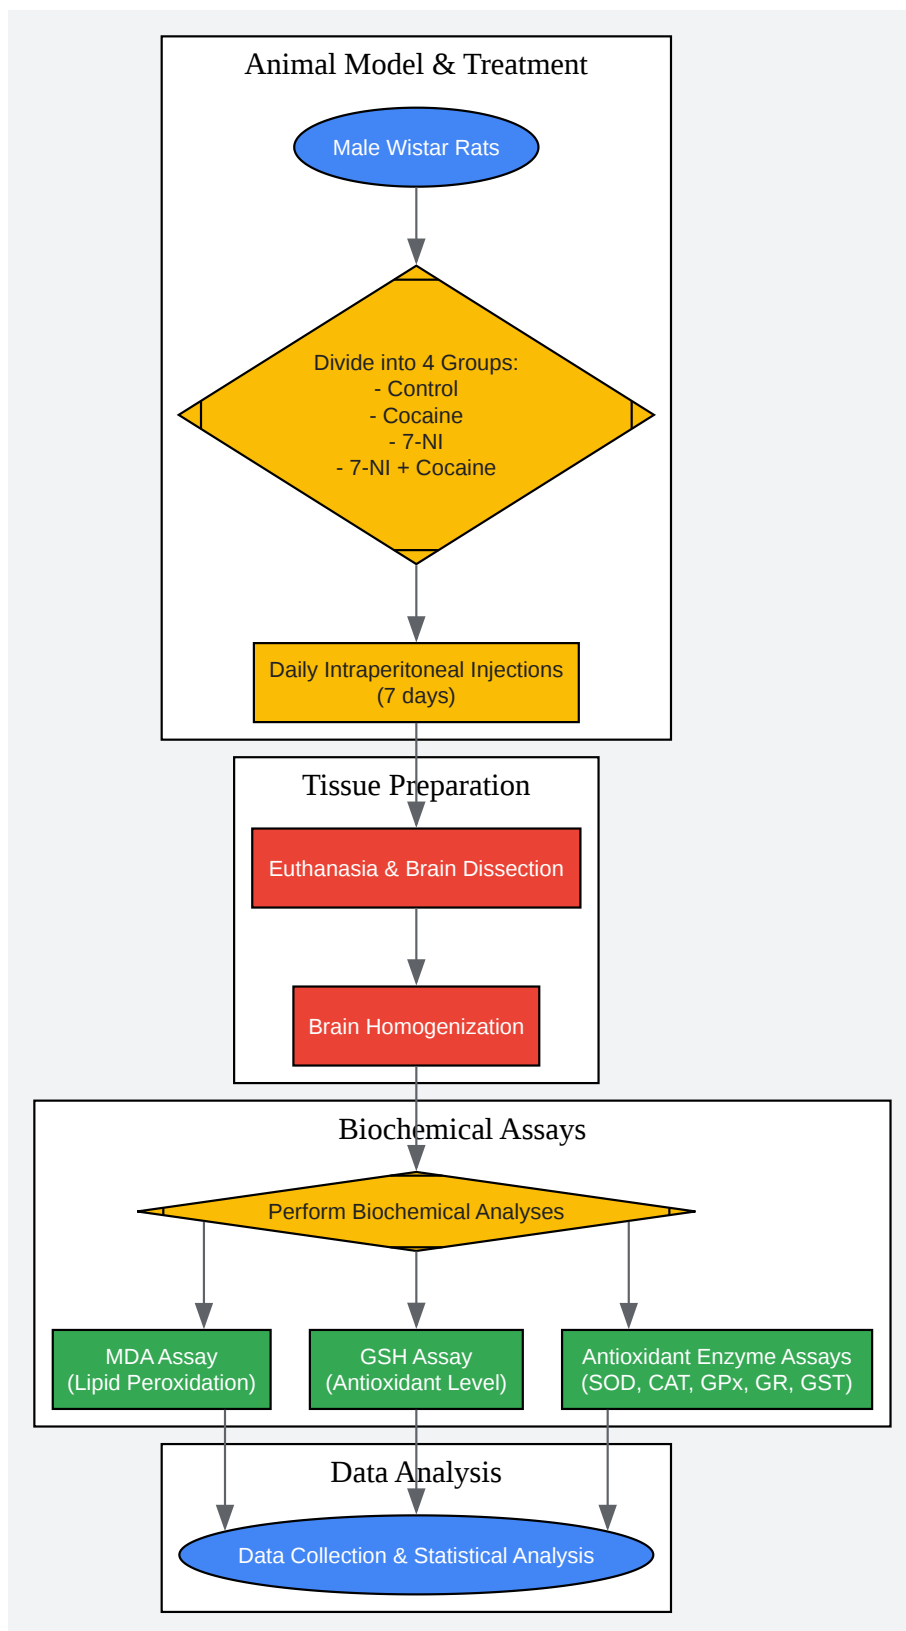 Animal Model & Treatment
Male Wistar Rats
Divide into 4 Groups:
- Control
- Cocaine
- 7-NI
- 7-NI + Cocaine
Daily Intraperitoneal Injections
(7 days)
Tissue Preparation
Euthanasia & Brain Dissection
Brain Homogenization
Biochemical Assays
Perform Biochemical Analyses
MDA Assay
(Lipid Peroxidation)
GSH Assay
(Antioxidant Level)
Antioxidant Enzyme Assays
(SOD, CAT, GPx, GR, GST)
Data Analysis
Data Collection & Statistical Analysis